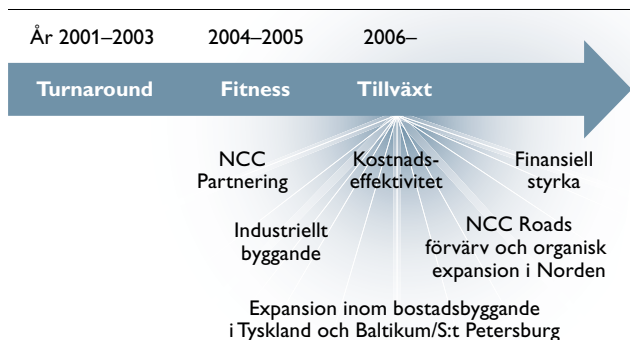 År 2001–2003 2004–2005 2006–
Turnaround Fitness Tillväxt
NCC
Partnering
Kostnads-
effektivitet
Finansiell
styrka
Industriellt
byggande
NCC Roads
förvärv och organisk
expansion i Norden
Expansion inom bostadsbyggande
i Tyskland och Baltikum/S:t Petersburg